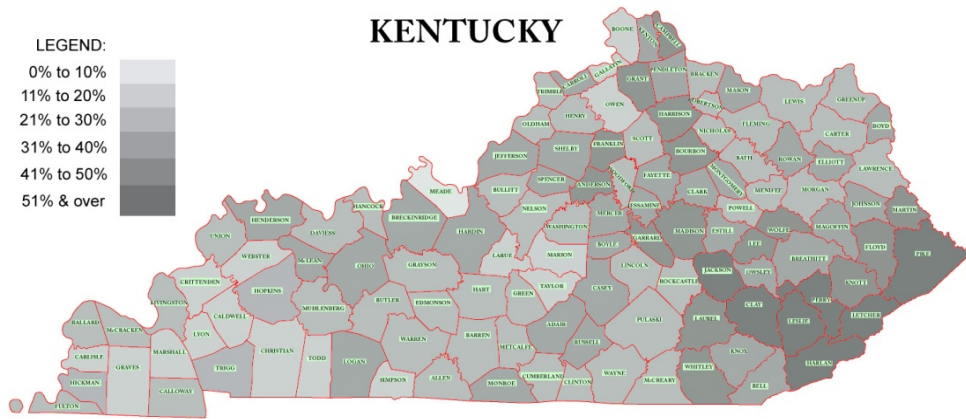 KENTUCKY
LEGEND:
0% to 10%
11% to 20%
21% to 30%
31% to 40%
41% to 50%
51% & over
BOONE
KENTON
CAMPBELL
GALLATIN
CARROLL
TRIMBLE
GRANT
PENDLETON
BRACKEN
MASON
ROBERTSON
LEWIS
GREENUP
BOYD
OWEN
HENRY
OLDHAM
HARRISON
NICHOLAS
FLEMING
CARTER
JEFFERSON
SHELBY
FRANKLIN
SCOTT
BOURBON
BATH
ROWAN
ELLIOTT
LAWRENCE
MEADE
BULLITT
SPENCER
ANDERSON
WOODFORD
FAYETTE
CLARK
MONTGOMERY
MENIFEE
MORGAN
JOHNSON
MARTIN
HANCOCK
BRECKINRIDGE
HARDIN
NELSON
WASHINGTON
MERCER
ESSAMINE
MADISON
POWELL
ESTILL
WOLFE
MAGOFFIN
FLOYD
PIKE
HENDERSON
DAVIESS
UNION
WEBSTER
McLEAN
OHIO
GRAYSON
LARUE
MARION
BOYLE
GARRARD
LEE
BREATHITT
KNOTT
LINCOLN
ROCKCASTLE
JACKSON
OWSLEY
PERRY
LETCHER
CRITTENDEN
HOPKINS
MUHLENBERG
BUTLER
EDMONSON
HART
GREEN
TAYLOR
CASEY
CLAY
LESLIE
HARLAN
LIVINGSTON
LYON
CALDWELL
WARREN
BARREN
METCALFE
ADAIR
RUSSELL
PULASKI
LAUREL
KNOX
BELL
BALLARD
McCRACKEN
CARLISLE
GRAVES
MARSHALL
TRIGG
CHRISTIAN
TODD
LOGAN
SIMPSON
ALLEN
MONROE
CUMBERLAND
CLINTON
WAYNE
McCREARY
WHITLEY
HICKMAN
FULTON
CALLOWAY